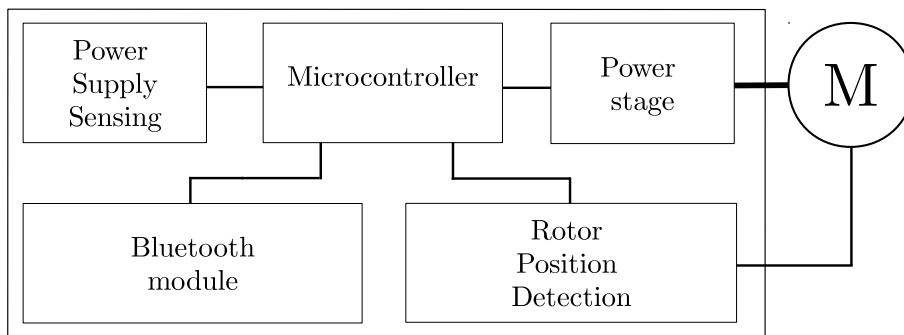 Power
Supply
Sensing
Microcontroller
Power
stage
M
Bluetooth
module
Rotor
Position
Detection